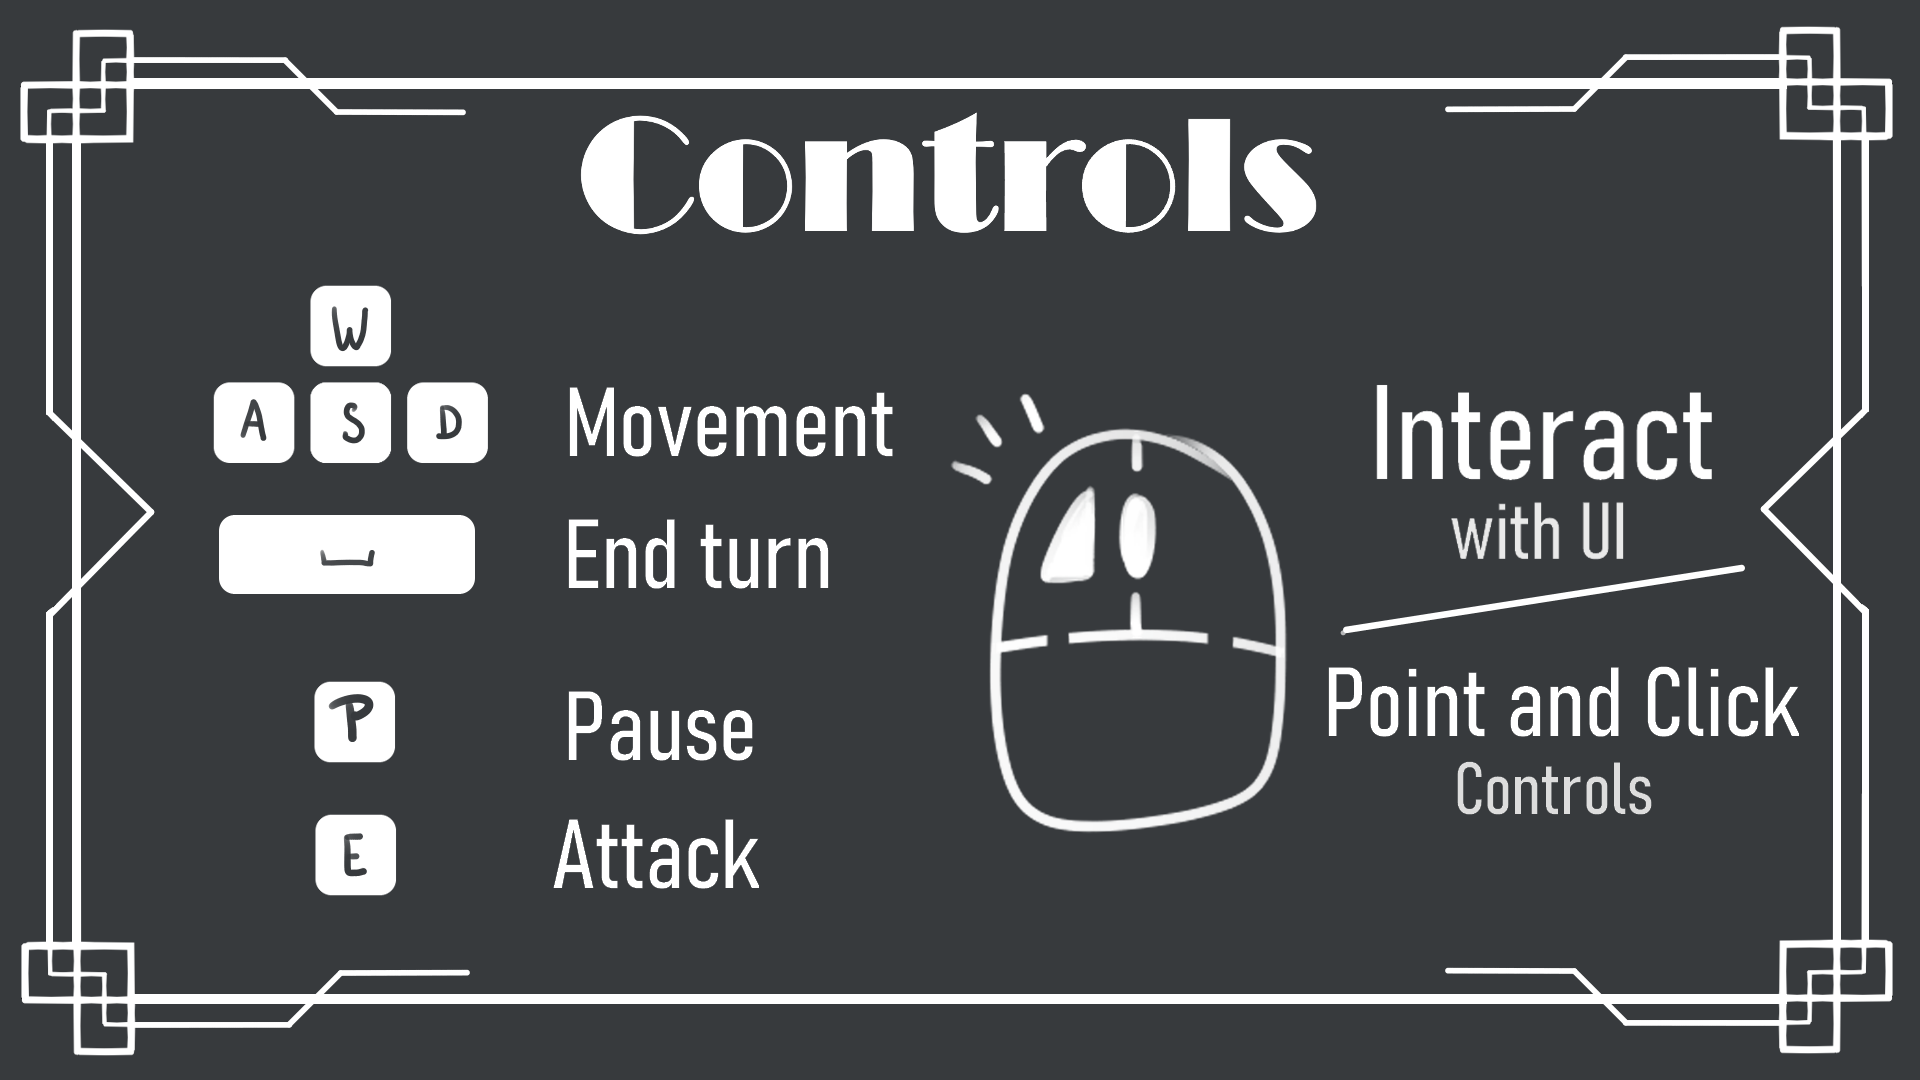 Controls
W
A S D
Movement
End turn
P
Pause
E
Attack
Interact
with UI
Point and Click
Controls